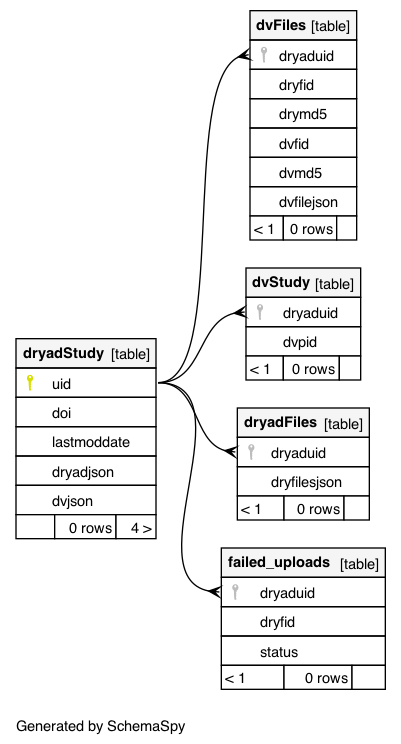 dvFiles [table]
dryaduid
dryfid
drymd5
dvfid
dvmd5
dvfilejson
< 1 0 rows
dvStudy [table]
dryaduid
dvpid
< 1 0 rows
dryadStudy [table]
uid
doi
lastmoddate
dryadjson
dvjson
0 rows 4 >
dryadFiles [table]
dryaduid
dryfilesjson
< 1 0 rows
failed_uploads [table]
dryaduid
dryfid
status
< 1 0 rows
Generated by SchemaSpy